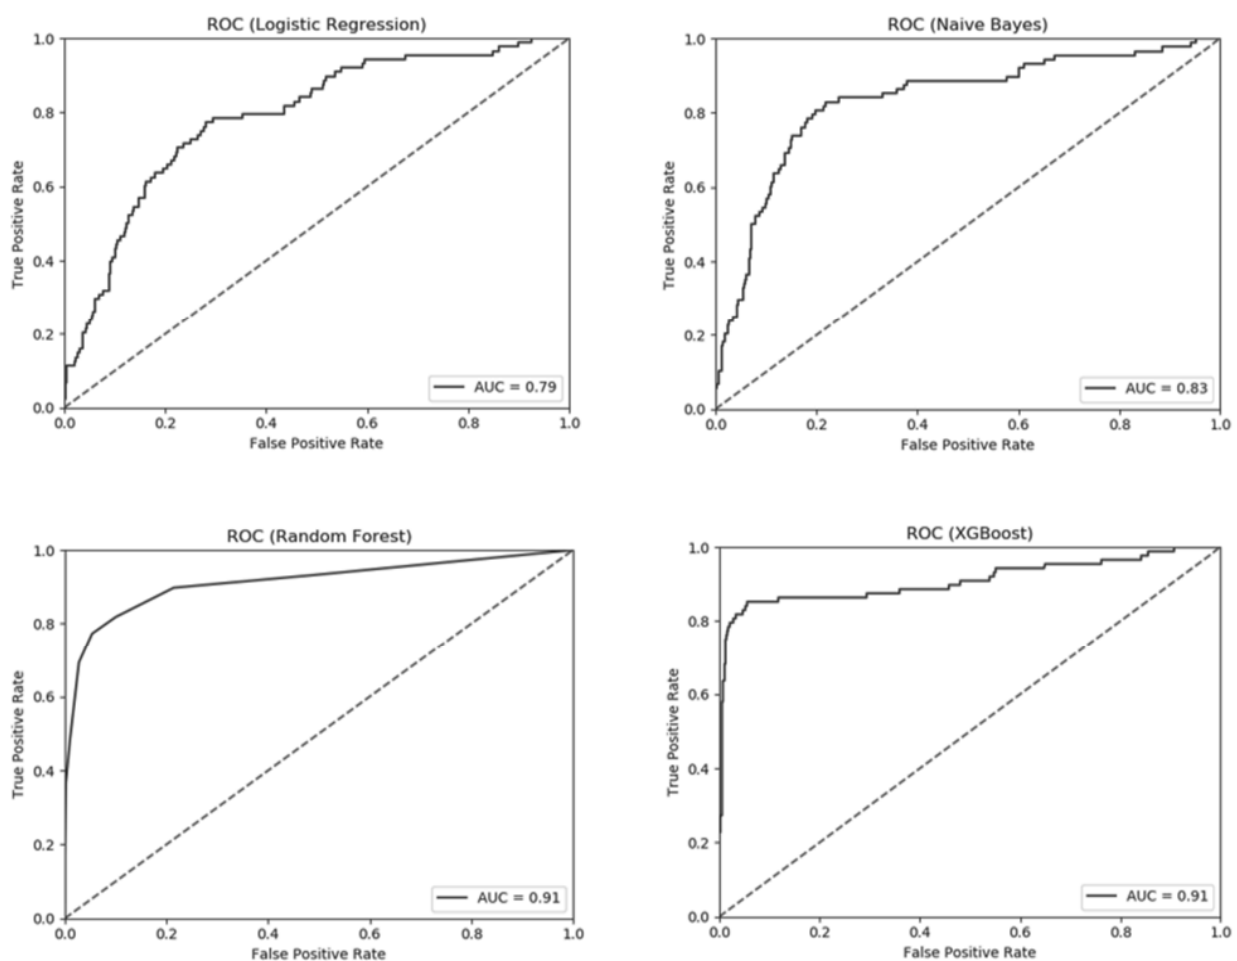 ROC (Logistic Regression)
1.0
0.8
0.6
0.4
0.2
0.0
True Positive Rate
AUC = 0.79
0.0 0.2 0.4 0.6 0.8 1.0
False Positive Rate
ROC (Naive Bayes)
1.0
0.8
0.6
0.4
0.2
0.0
True Positive Rate
AUC = 0.83
0.0 0.2 0.4 0.6 0.8 1.0
False Positive Rate
ROC (Random Forest)
1.0
0.8
0.6
0.4
0.2
0.0
True Positive Rate
AUC = 0.91
0.0 0.2 0.4 0.6 0.8 1.0
False Positive Rate
ROC (XGBoost)
1.0
0.8
0.6
0.4
0.2
0.0
True Positive Rate
AUC = 0.91
0.0 0.2 0.4 0.6 0.8 1.0
False Positive Rate